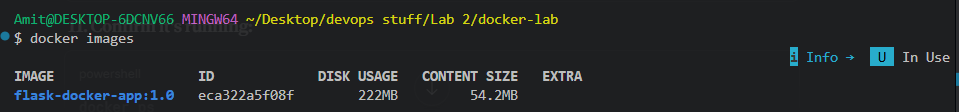 Amit@DESKTOP-6DCNV66 MINGW64 ~/Desktop/devops stuff/Lab 2/docker-lab
$ docker images
i Info → U In Use
IMAGE ID DISK USAGE CONTENT SIZE EXTRA
flask-docker-app:1.0 eca322a5f08f 222MB 54.2MB